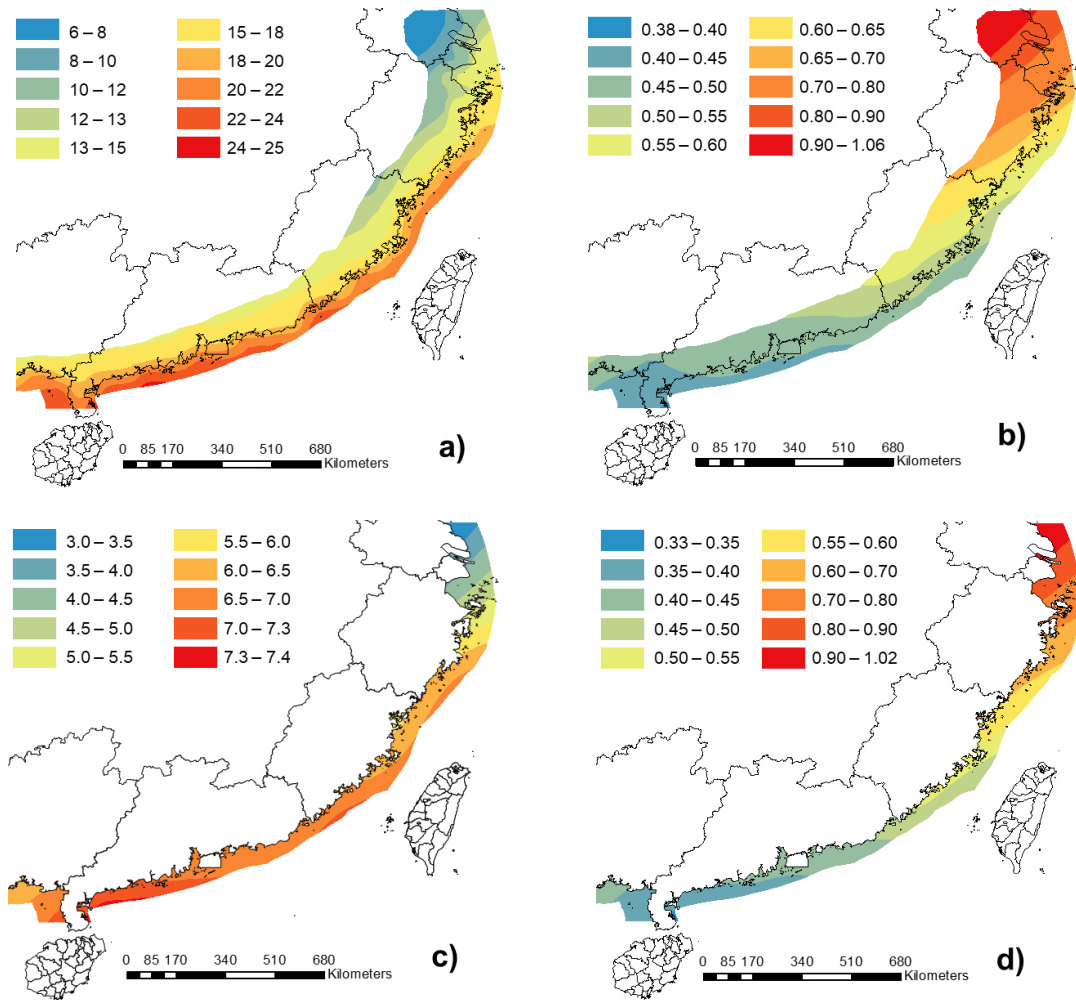 6 – 8
8 – 10
10 – 12
12 – 13
13 – 15
15 – 18
18 – 20
20 – 22
22 – 24
24 – 25
a)
0 85 170 340 510 680
Kilometers
0.38 – 0.40
0.40 – 0.45
0.45 – 0.50
0.50 – 0.55
0.55 – 0.60
0.60 – 0.65
0.65 – 0.70
0.70 – 0.80
0.80 – 0.90
0.90 – 1.06
b)
0 85 170 340 510 680
Kilometers
3.0 – 3.5
3.5 – 4.0
4.0 – 4.5
4.5 – 5.0
5.0 – 5.5
5.5 – 6.0
6.0 – 6.5
6.5 – 7.0
7.0 – 7.3
7.3 – 7.4
c)
0 85 170 340 510 680
Kilometers
0.33 – 0.35
0.35 – 0.40
0.40 – 0.45
0.45 – 0.50
0.50 – 0.55
0.55 – 0.60
0.60 – 0.70
0.70 – 0.80
0.80 – 0.90
0.90 – 1.02
d)
0 85 170 340 510 680
Kilometers